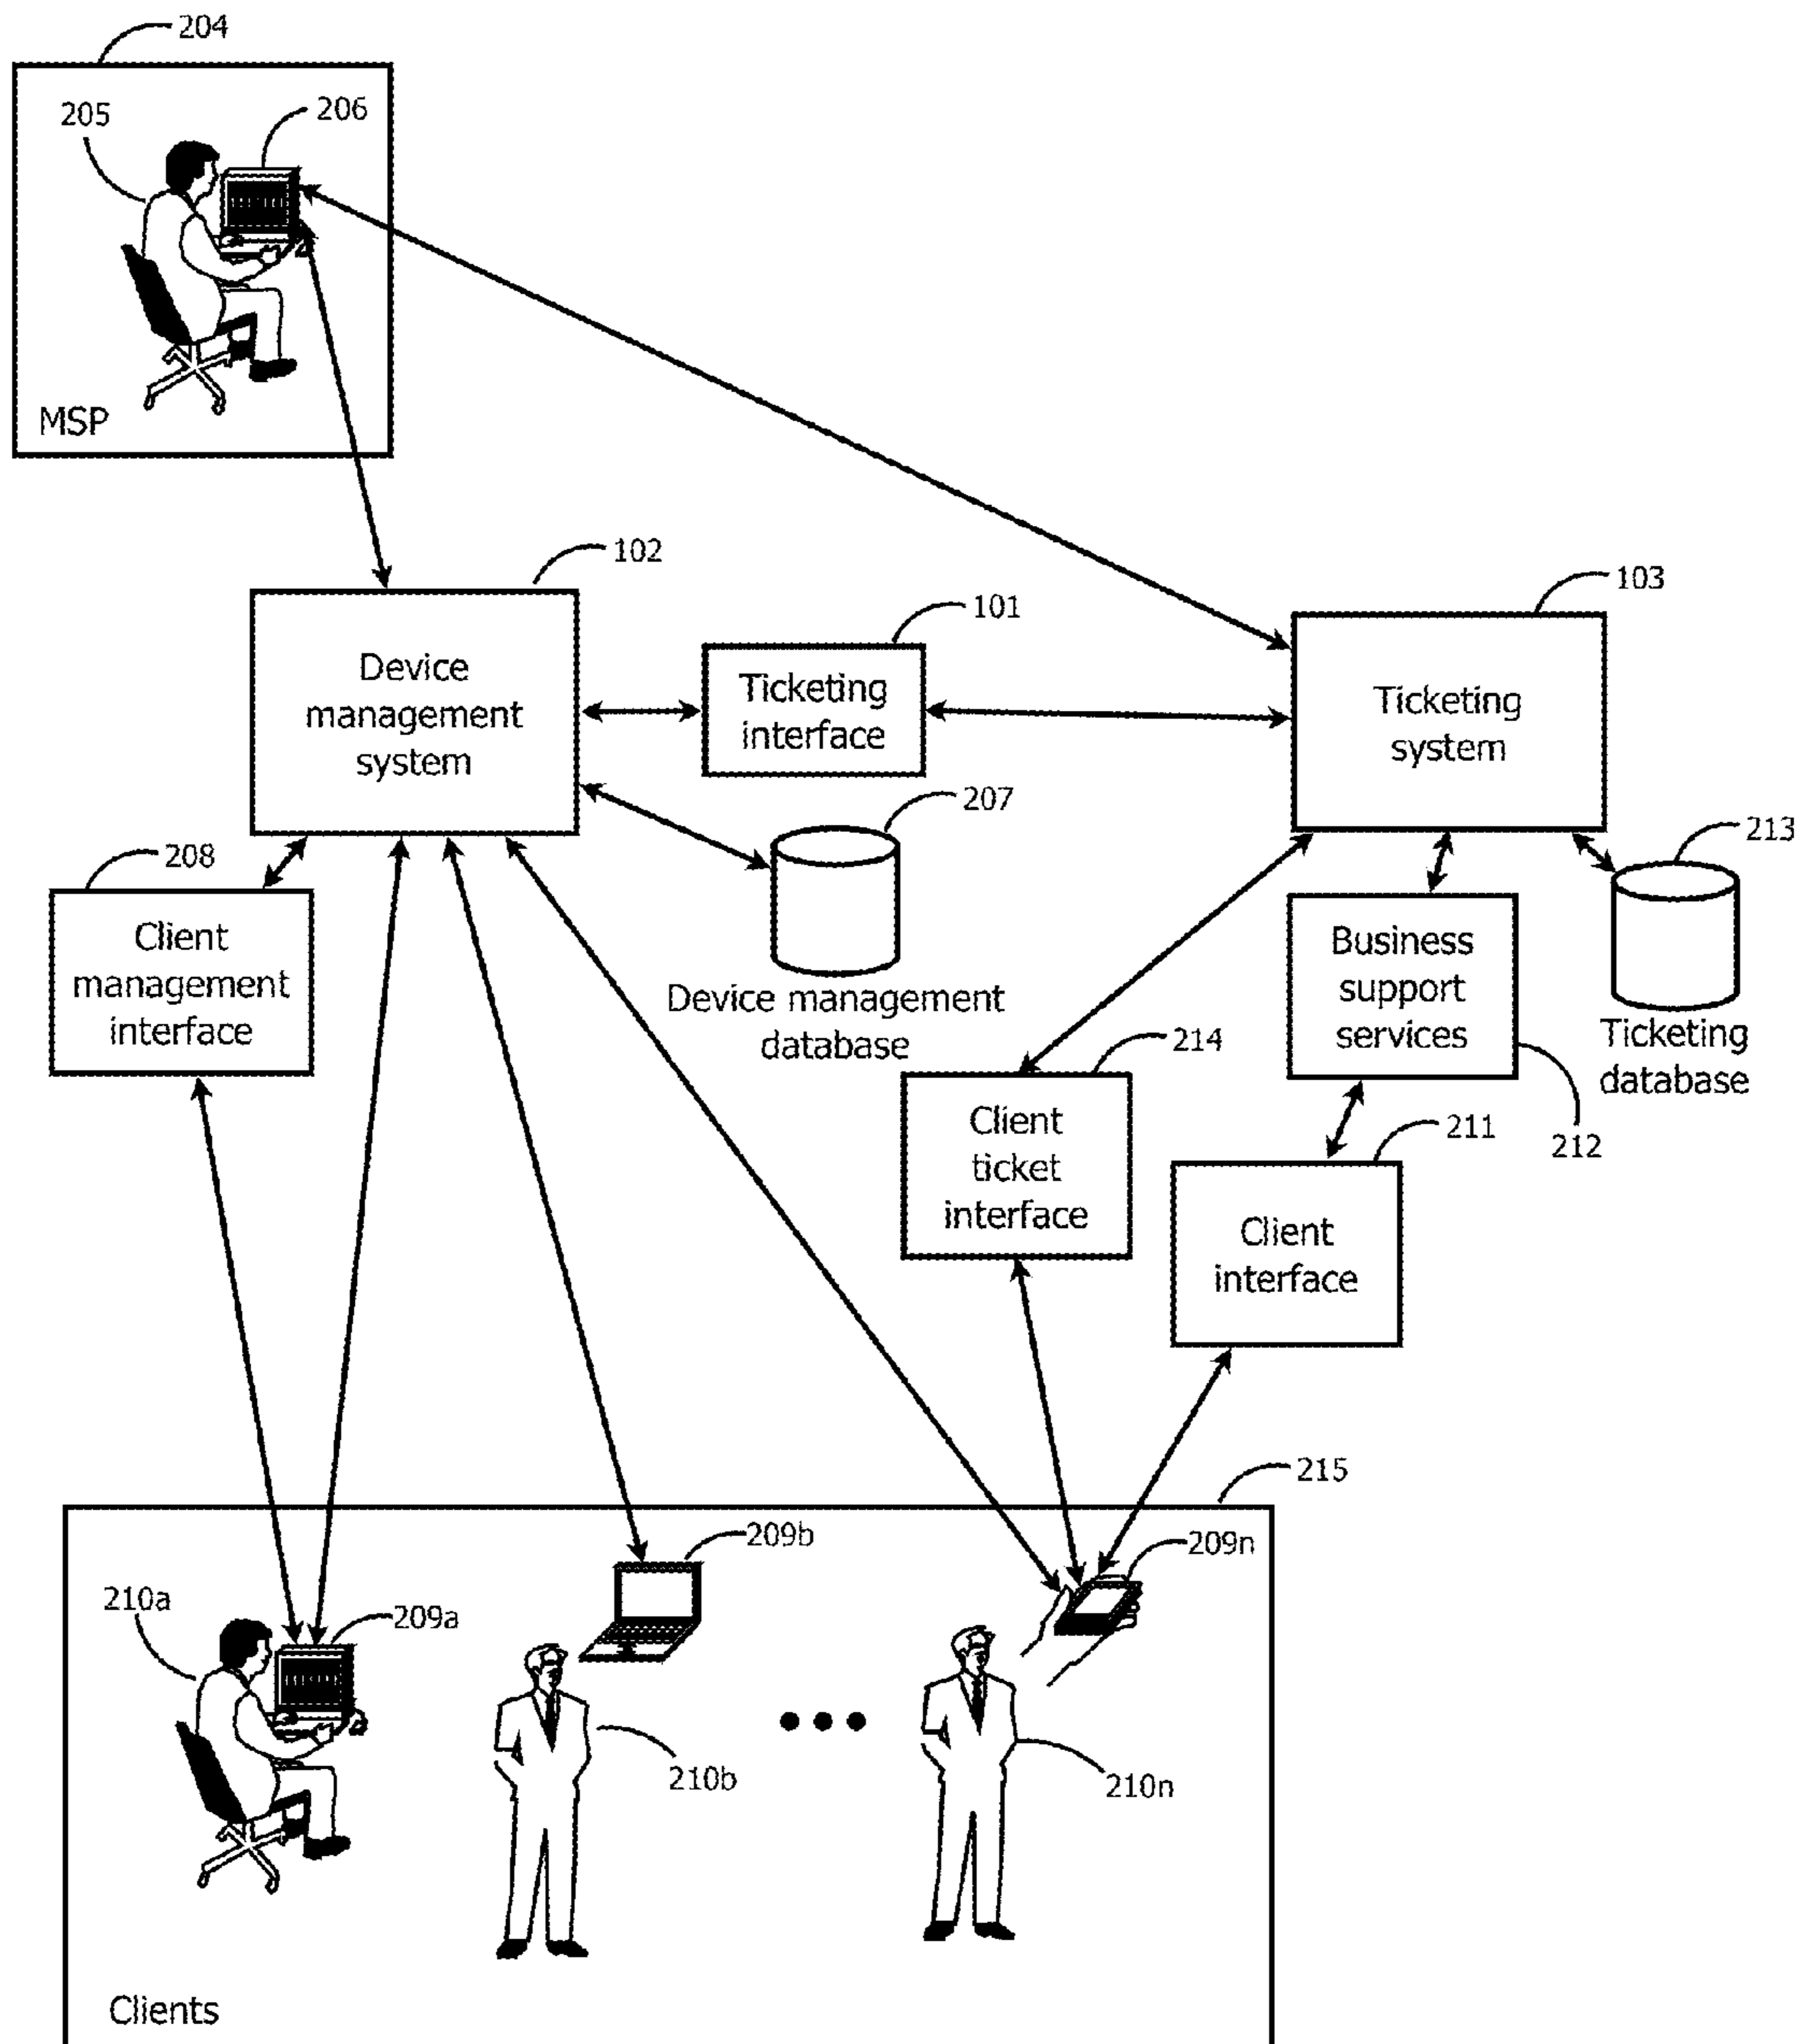 204
205
206
MSP
102
101
103
Device
management
system
Ticketing
interface
Ticketing
system
207
213
208
Client
management
interface
Device management
database
Business
support
services
Ticketing
database
214
212
211
Client
ticket
interface
Client
interface
215
209b
209n
210a
209a
210b
210n
Clients